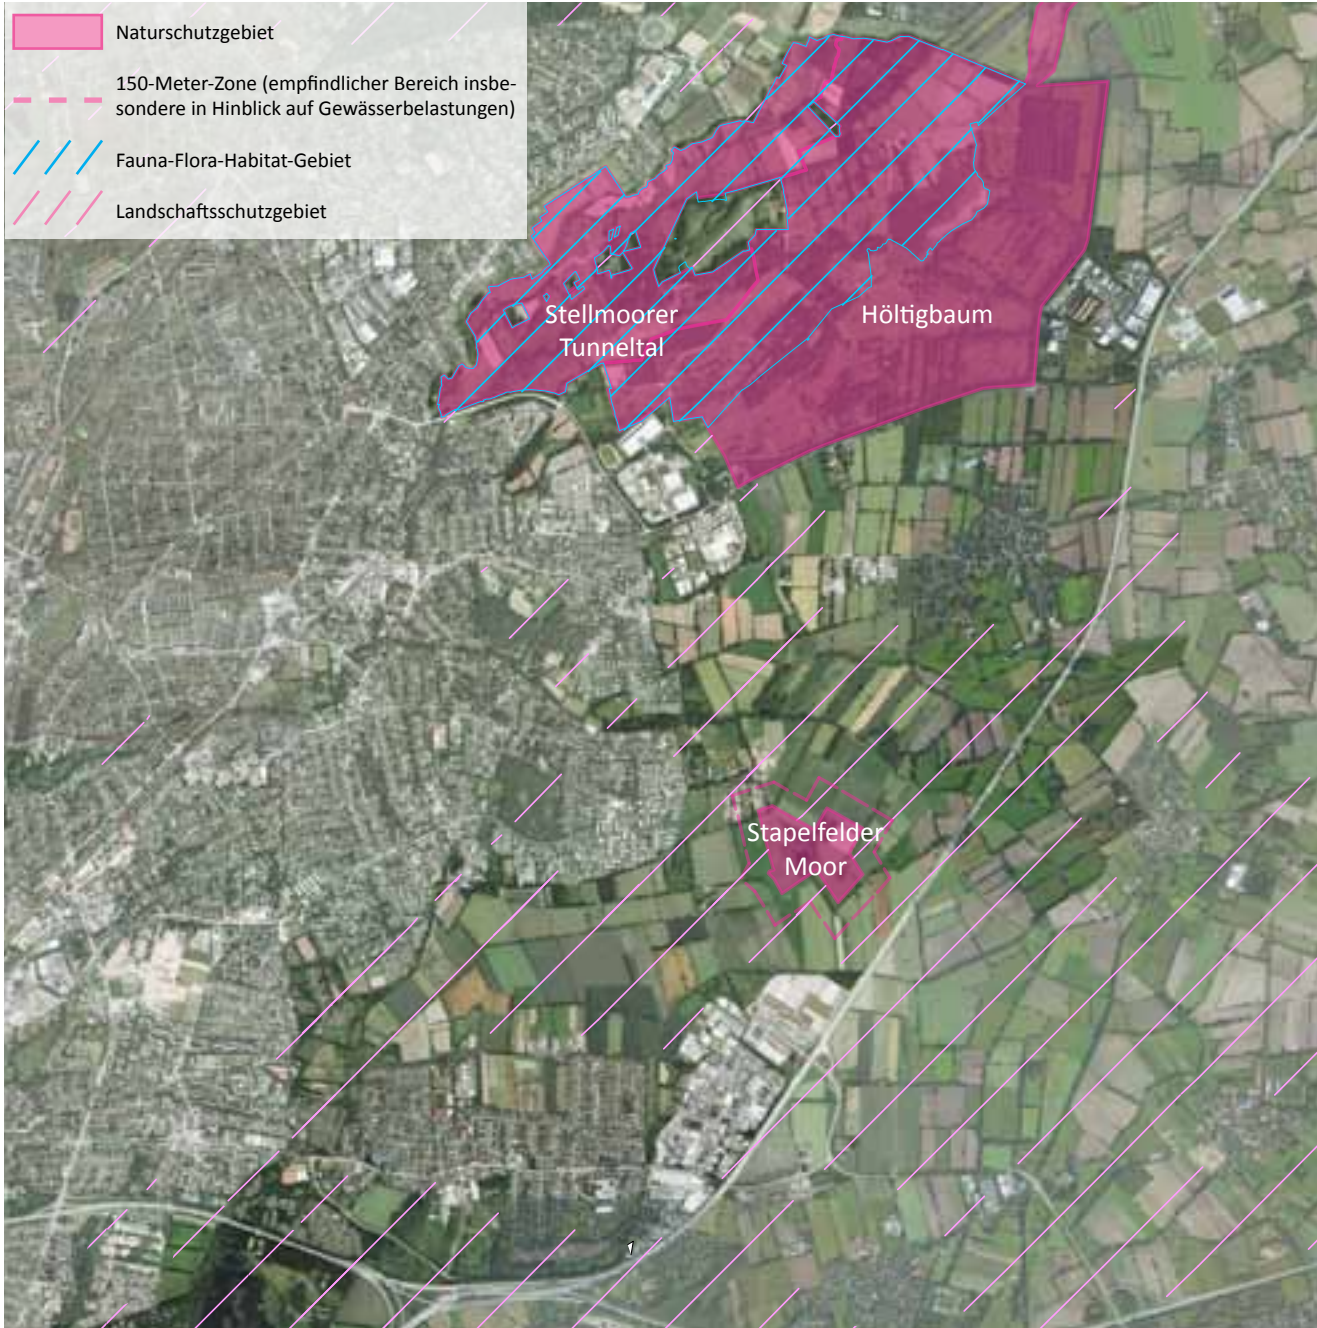 Naturschutzgebiet
150-Meter-Zone (empfindlicher Bereich insbe-
sondere in Hinblick auf Gewässerbelastungen)
Fauna-Flora-Habitat-Gebiet
Landschaftsschutzgebiet
Stellmoorer
Tunneltal
Höltigbaum
Stapelfelder
Moor